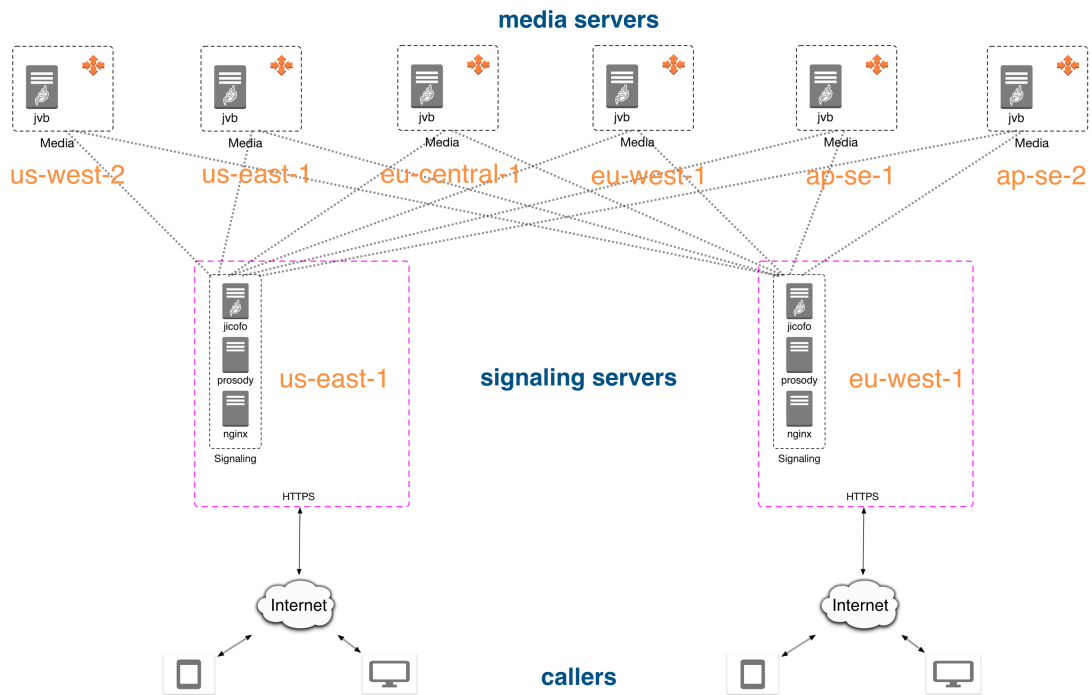 media servers
jvb
jvb
jvb
jvb
jvb
jvb
Media
Media
Media
Media
Media
Media
us-west-2
us-east-1
eu-central-1
eu-west-1
ap-se-1
ap-se-2
jicofo
prosody
nginx
Signaling
us-east-1
HTTPS
signaling servers
jicofo
prosody
nginx
Signaling
eu-west-1
HTTPS
Internet
Internet
callers